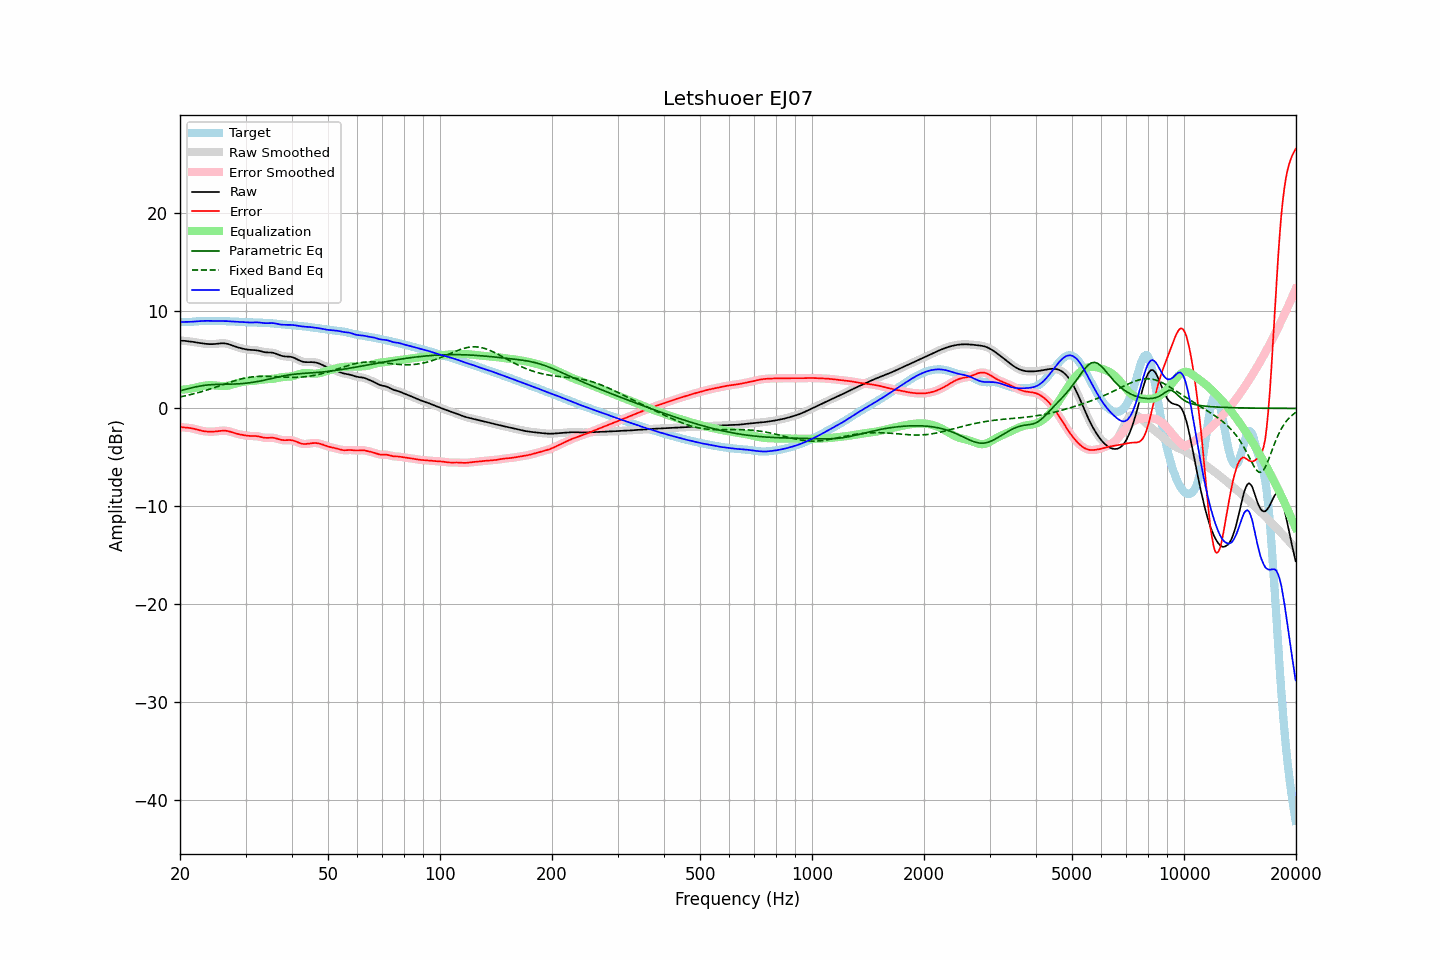 Letshuoer EJ07
Target
Raw Smoothed
Error Smoothed
Raw
Error
Equalization
Parametric Eq
Fixed Band Eq
Equalized
Amplitude (dBr)
20
10
0
−10
−20
−30
−40
20 50 100 200 500 1000 2000 5000 10000 20000
Frequency (Hz)